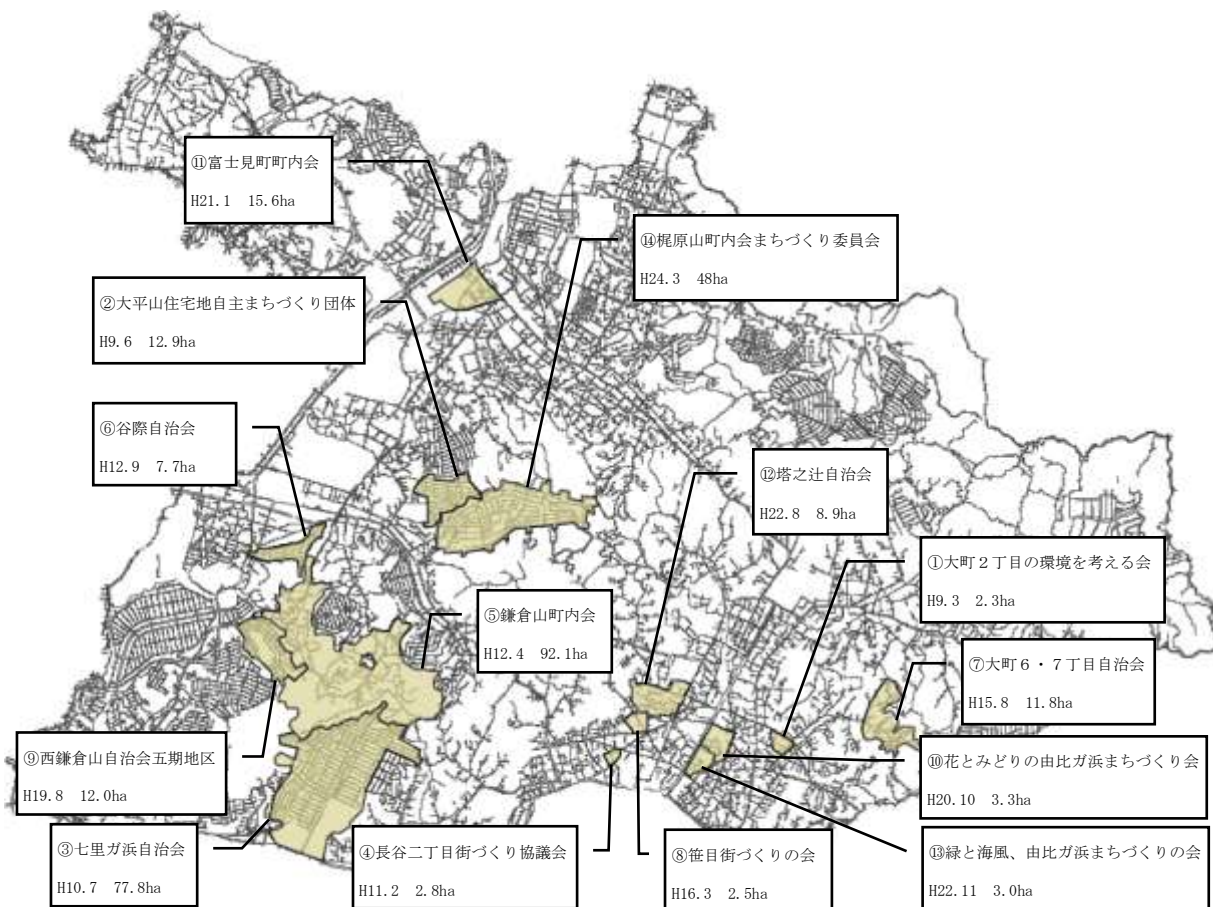 ⑪富士見町町内会
H21.1 15.6ha
⑭梶原山町内会まちづくり委員会
H24.3 48ha
②大平山住宅地自主まちづくり団体
H9.6 12.9ha
⑥谷際自治会
H12.9 7.7ha
⑫塔之辻自治会
H22.8 8.9ha
①大町２丁目の環境を考える会
H9.3 2.3ha
⑤鎌倉山町内会
H12.4 92.1ha
⑦大町６・７丁目自治会
H15.8 11.8ha
⑨西鎌倉山自治会五期地区
H19.8 12.0ha
⑩花とみどりの由比ガ浜まちづくり会
H20.10 3.3ha
③七里ガ浜自治会
H10.7 77.8ha
④長谷二丁目街づくり協議会
H11.2 2.8ha
⑧笹目街づくりの会
H16.3 2.5ha
⑬緑と海風、由比ガ浜まちづくりの会
H22.11 3.0ha